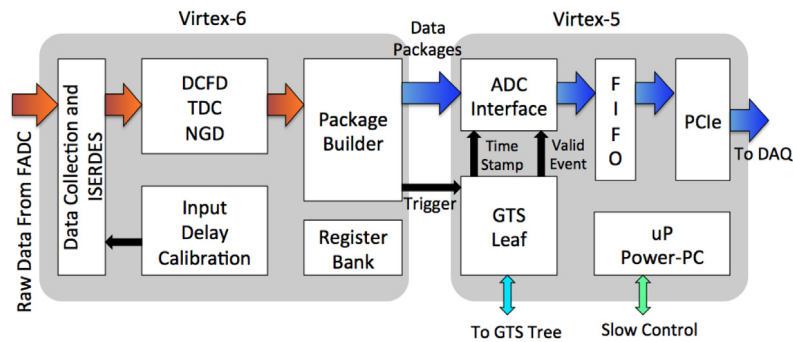 Virtex-6
Virtex-5
Raw Data From FADC
Data Collection and
ISERDES
DCFD
TDC
NGD
Input
Delay
Calibration
Package
Builder
Register
Bank
Data
Packages
Trigger
ADC
Interface
Time
Stamp
Valid
Event
GTS
Leaf
F
I
F
O
PCIe
To DAQ
uP
Power-PC
To GTS Tree
Slow Control